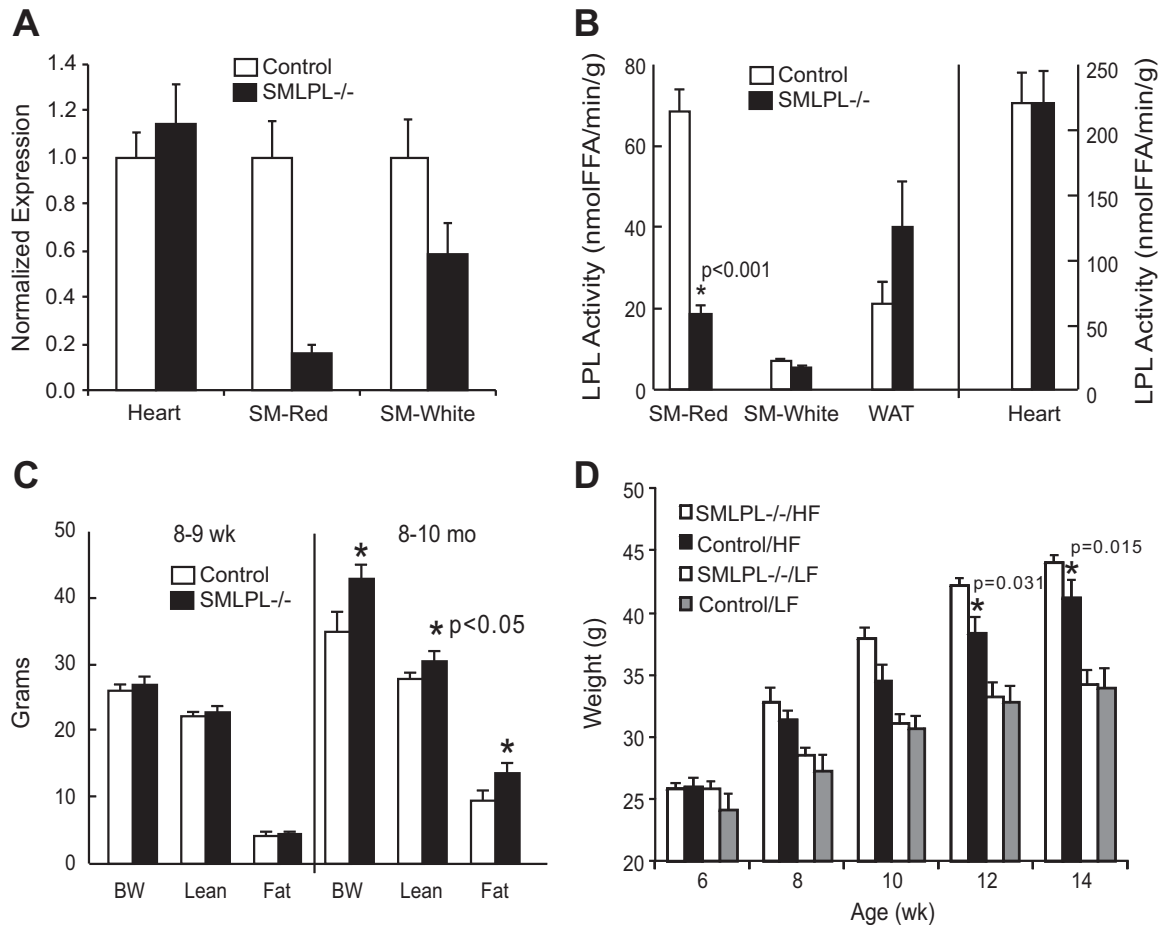 A
Control
SMLPL-/-
Normalized Expression
1.4
1.2
1.0
0.8
0.6
0.4
0.2
0.0
Heart SM-Red SM-White
B
Control
SMLPL-/-
LPL Activity (nmolFFA/min/g)
80
60
40
20
0
p<0.001
*
SM-Red SM-White WAT Heart
250
200
150
100
50
0
LPL Activity (nmolFFA/min/g)
C
8-9 wk 8-10 mo
Control
SMLPL-/-
Grams
50
40
30
20
10
0
*
* p<0.05
*
BW Lean Fat BW Lean Fat
D
SMLPL-/-/HF
Control/HF
SMLPL-/-/LF
Control/LF
Weight (g)
50
45
40
35
30
25
20
p=0.031
*
p=0.015
*
6 8 10 12 14
Age (wk)